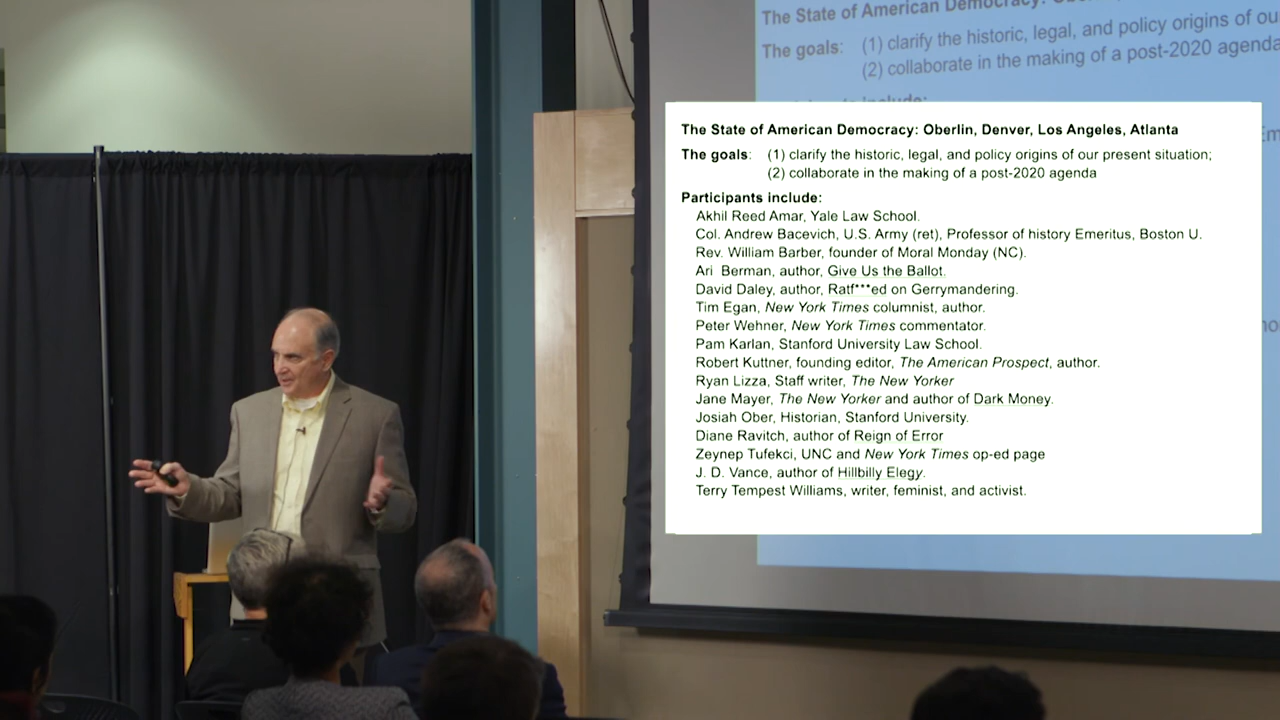 The State of American Democracy: Obe
The goals: (1) clarify the historic, legal, and policy origins of ou
(2) collaborate in the making of a post-2020 agenda
include:
The State of American Democracy: Oberlin, Denver, Los Angeles, Atlanta
The goals: (1) clarify the historic, legal, and policy origins of our present situation;
(2) collaborate in the making of a post-2020 agenda
Participants include:
Akhil Reed Amar, Yale Law School.
Col. Andrew Bacevich, U.S. Army (ret), Professor of history Emeritus, Boston U.
Rev. William Barber, founder of Moral Monday (NC).
Ari Berman, author, Give Us the Ballot.
David Daley, author, Ratf***ed on Gerrymandering.
Tim Egan, New York Times columnist, author.
Peter Wehner, New York Times commentator.
Pam Karlan, Stanford University Law School.
Robert Kuttner, founding editor, The American Prospect, author.
Ryan Lizza, Staff writer, The New Yorker
Jane Mayer, The New Yorker and author of Dark Money.
Josiah Ober, Historian, Stanford University.
Diane Ravitch, author of Reign of Error
Zeynep Tufekci, UNC and New York Times op-ed page
J. D. Vance, author of Hillbilly Elegy.
Terry Tempest Williams, writer, feminist, and activist.